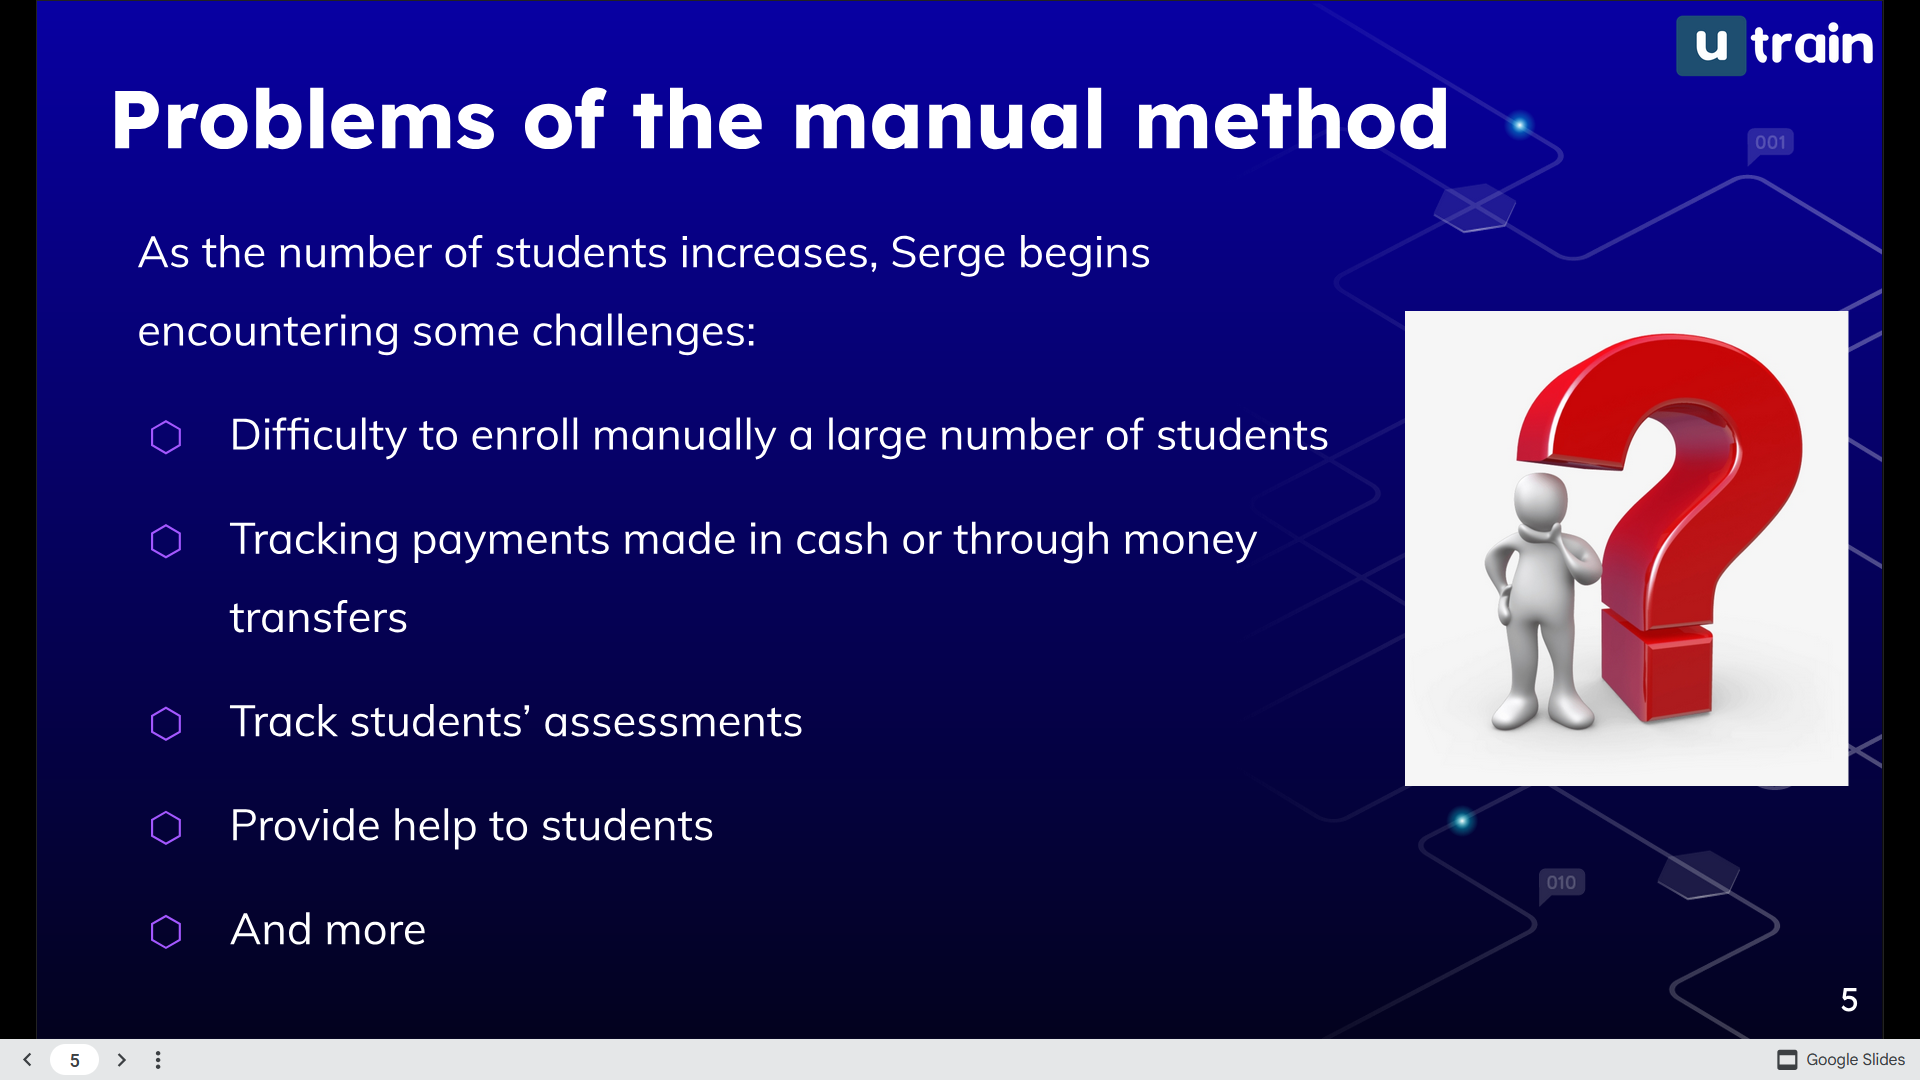 u train
Problems of the manual method
001
As the number of students increases, Serge begins
encountering some challenges:
Difficulty to enroll manually a large number of students
Tracking payments made in cash or through money
transfers
Track students’ assessments
Provide help to students
010
And more
5
5
Google Slides